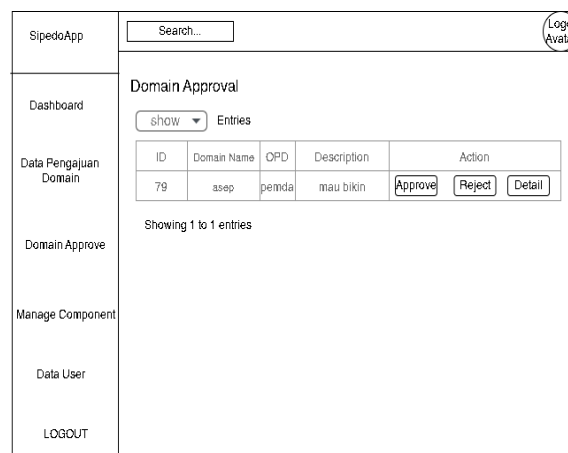 SipedoApp
Search...
Logo
Avata
Dashboard
Data Pengajuan
Domain
Domain Approve
Manage Component
Data User
LOGOUT
Domain Approval
show Entries
ID Domain Name OPD Description Action
79 asep pemda mau bikin Approve Reject Detail
Showing 1 to 1 entries